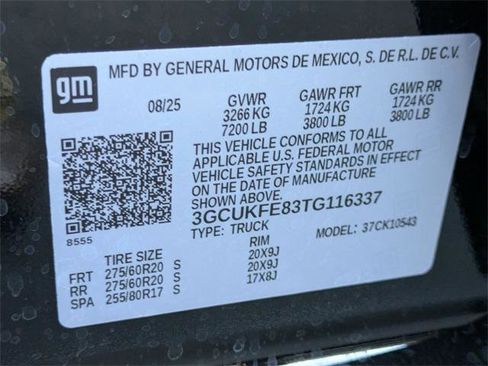 gm
MFD BY GENERAL MOTORS DE MEXICO, S. DE R.L. DE C.V.
08/25 GVWR GAWR FRT GAWR RR
3266 KG 1724 KG 1724 KG
7200 LB 3800 LB 3800 LB
THIS VEHICLE CONFORMS TO ALL
APPLICABLE U.S. FEDERAL MOTOR
VEHICLE SAFETY STANDARDS IN EFFECT
ON THE DATE OF MANUFACTURE SHOWN ABOVE.
3GCUKFE83TG116337
TYPE: TRUCK MODEL: 37CK10543
8555
TIRE SIZE RIM
FRT 275/60R20 S 20X9J
RR 275/60R20 S 20X9J
SPA 255/80R17 S 17X8J